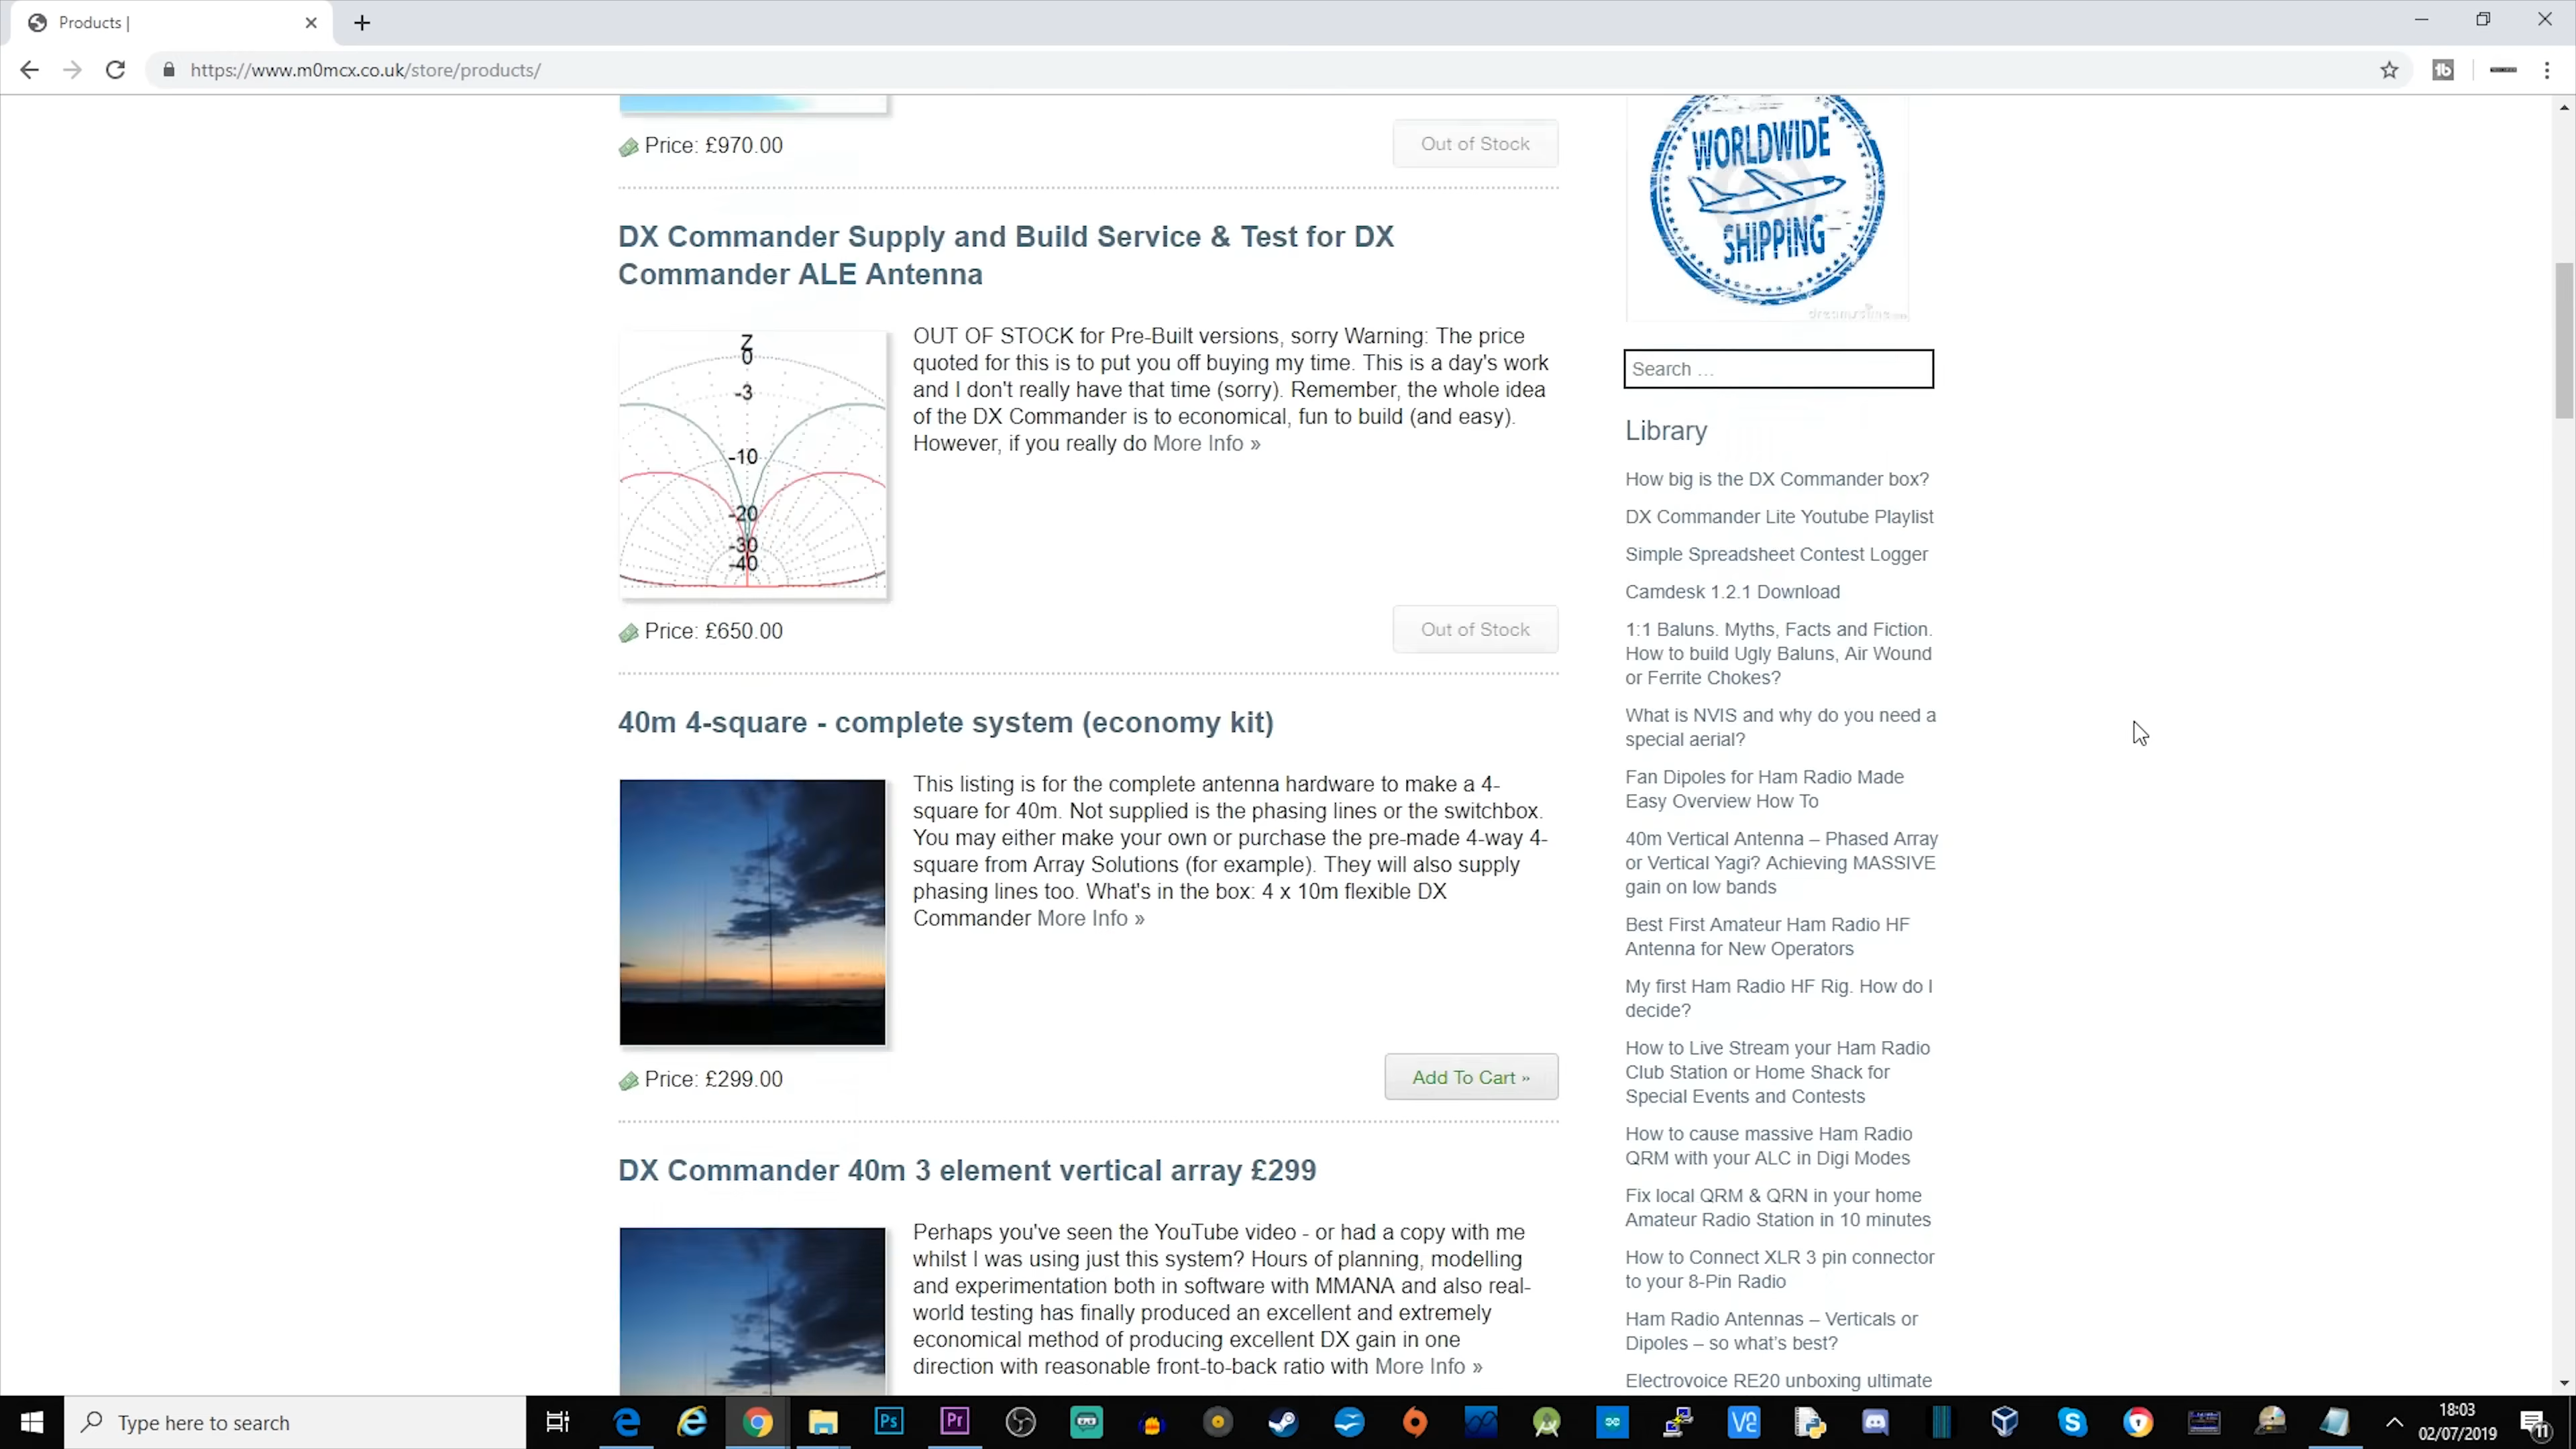 Products |
https://www.m0mcx.co.uk/store/products/
Price: £970.00
Out of Stock
DX Commander Supply and Build Service & Test for DX
Commander ALE Antenna
Z
0
-3
-10
-20
-30
-40
OUT OF STOCK for Pre-Built versions, sorry Warning: The price
quoted for this is to put you off buying my time. This is a day's work
and I don't really have that time (sorry). Remember, the whole idea
of the DX Commander is to economical, fun to build (and easy).
However, if you really do More Info »
Price: £650.00
Out of Stock
40m 4-square - complete system (economy kit)
This listing is for the complete antenna hardware to make a 4-
square for 40m. Not supplied is the phasing lines or the switchbox.
You may either make your own or purchase the pre-made 4-way 4-
square from Array Solutions (for example). They will also supply
phasing lines too. What's in the box: 4 x 10m flexible DX
Commander More Info »
Price: £299.00
Add To Cart »
DX Commander 40m 3 element vertical array £299
Perhaps you've seen the YouTube video - or had a copy with me
whilst I was using just this system? Hours of planning, modelling
and experimentation both in software with MMANA and also real-
world testing has finally produced an excellent and extremely
economical method of producing excellent DX gain in one
direction with reasonable front-to-back ratio with More Info »
WORLDWIDE
SHIPPING
dreamstime
Search ...
Library
How big is the DX Commander box?
DX Commander Lite Youtube Playlist
Simple Spreadsheet Contest Logger
Camdesk 1.2.1 Download
1:1 Baluns. Myths, Facts and Fiction.
How to build Ugly Baluns, Air Wound
or Ferrite Chokes?
What is NVIS and why do you need a
special aerial?
Fan Dipoles for Ham Radio Made
Easy Overview How To
40m Vertical Antenna – Phased Array
or Vertical Yagi? Achieving MASSIVE
gain on low bands
Best First Amateur Ham Radio HF
Antenna for New Operators
My first Ham Radio HF Rig. How do I
decide?
How to Live Stream your Ham Radio
Club Station or Home Shack for
Special Events and Contests
How to cause massive Ham Radio
QRM with your ALC in Digi Modes
Fix local QRM & QRN in your home
Amateur Radio Station in 10 minutes
How to Connect XLR 3 pin connector
to your 8-Pin Radio
Ham Radio Antennas – Verticals or
Dipoles – so what's best?
Electrovoice RE20 unboxing ultimate
Type here to search
Ps
Pr
18:03
02/07/2019
11